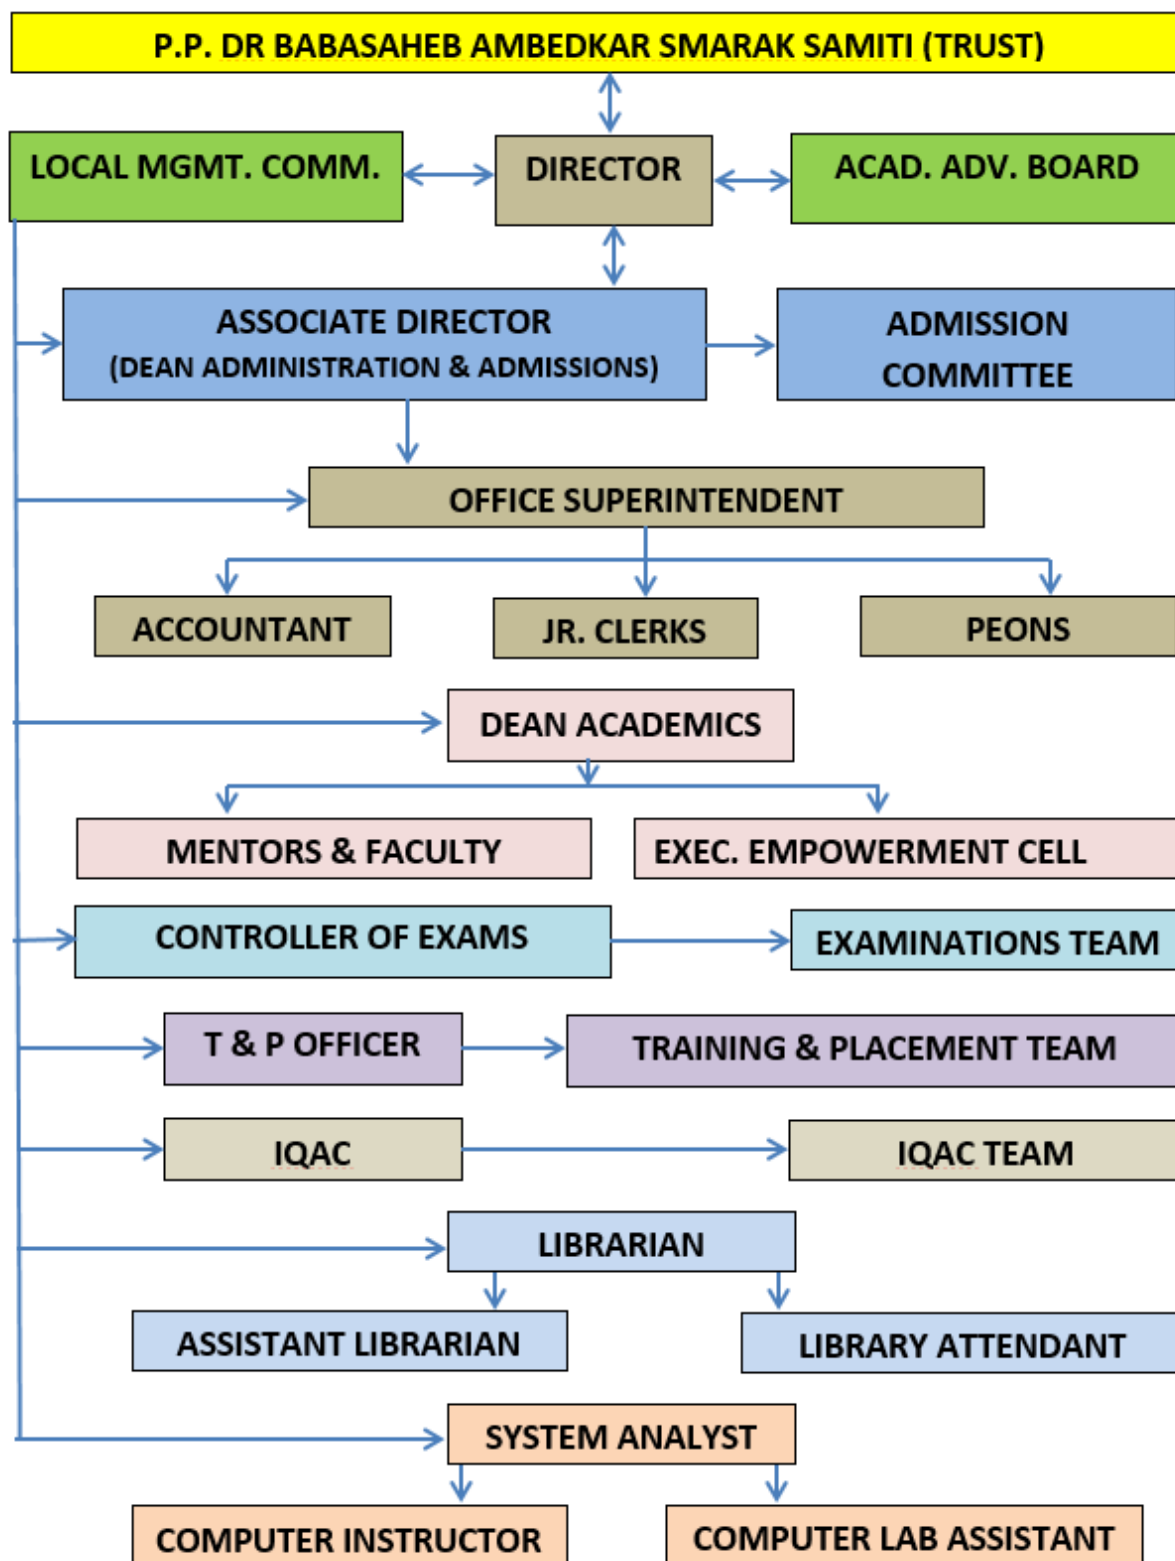 P.P. DR BABASAHEB AMBEDKAR SMARAK SAMITI (TRUST)
LOCAL MGMT. COMM.
DIRECTOR
ACAD. ADV. BOARD
ASSOCIATE DIRECTOR
(DEAN ADMINISTRATION & ADMISSIONS)
ADMISSION
COMMITTEE
OFFICE SUPERINTENDENT
ACCOUNTANT
JR. CLERKS
PEONS
DEAN ACADEMICS
MENTORS & FACULTY
EXEC. EMPOWERMENT CELL
CONTROLLER OF EXAMS
EXAMINATIONS TEAM
T & P OFFICER
TRAINING & PLACEMENT TEAM
IQAC
IQAC TEAM
LIBRARIAN
ASSISTANT LIBRARIAN
LIBRARY ATTENDANT
SYSTEM ANALYST
COMPUTER INSTRUCTOR
COMPUTER LAB ASSISTANT